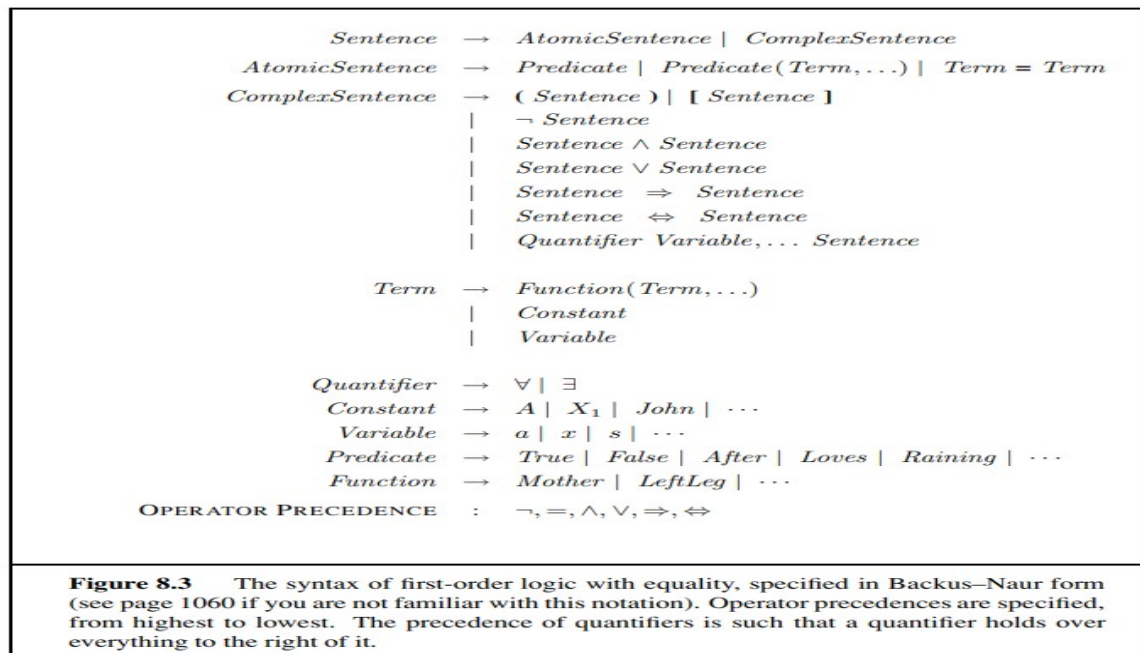 Sentence → AtomicSentence | ComplexSentence
AtomicSentence → Predicate | Predicate(Term,...) | Term = Term
ComplexSentence → ( Sentence ) | [ Sentence ]
| ¬ Sentence
| Sentence ∧ Sentence
| Sentence ∨ Sentence
| Sentence ⇒ Sentence
| Sentence ⇔ Sentence
| Quantifier Variable,... Sentence
Term → Function(Term,...)
| Constant
| Variable
Quantifier → ∀ | ∃
Constant → A | X₁ | John | ···
Variable → a | x | s | ···
Predicate → True | False | After | Loves | Raining | ···
Function → Mother | LeftLeg | ···
OPERATOR PRECEDENCE : ¬, =, ∧, ∨, ⇒, ⇔
Figure 8.3 The syntax of first-order logic with equality, specified in Backus–Naur form
(see page 1060 if you are not familiar with this notation). Operator precedences are specified,
from highest to lowest. The precedence of quantifiers is such that a quantifier holds over
everything to the right of it.